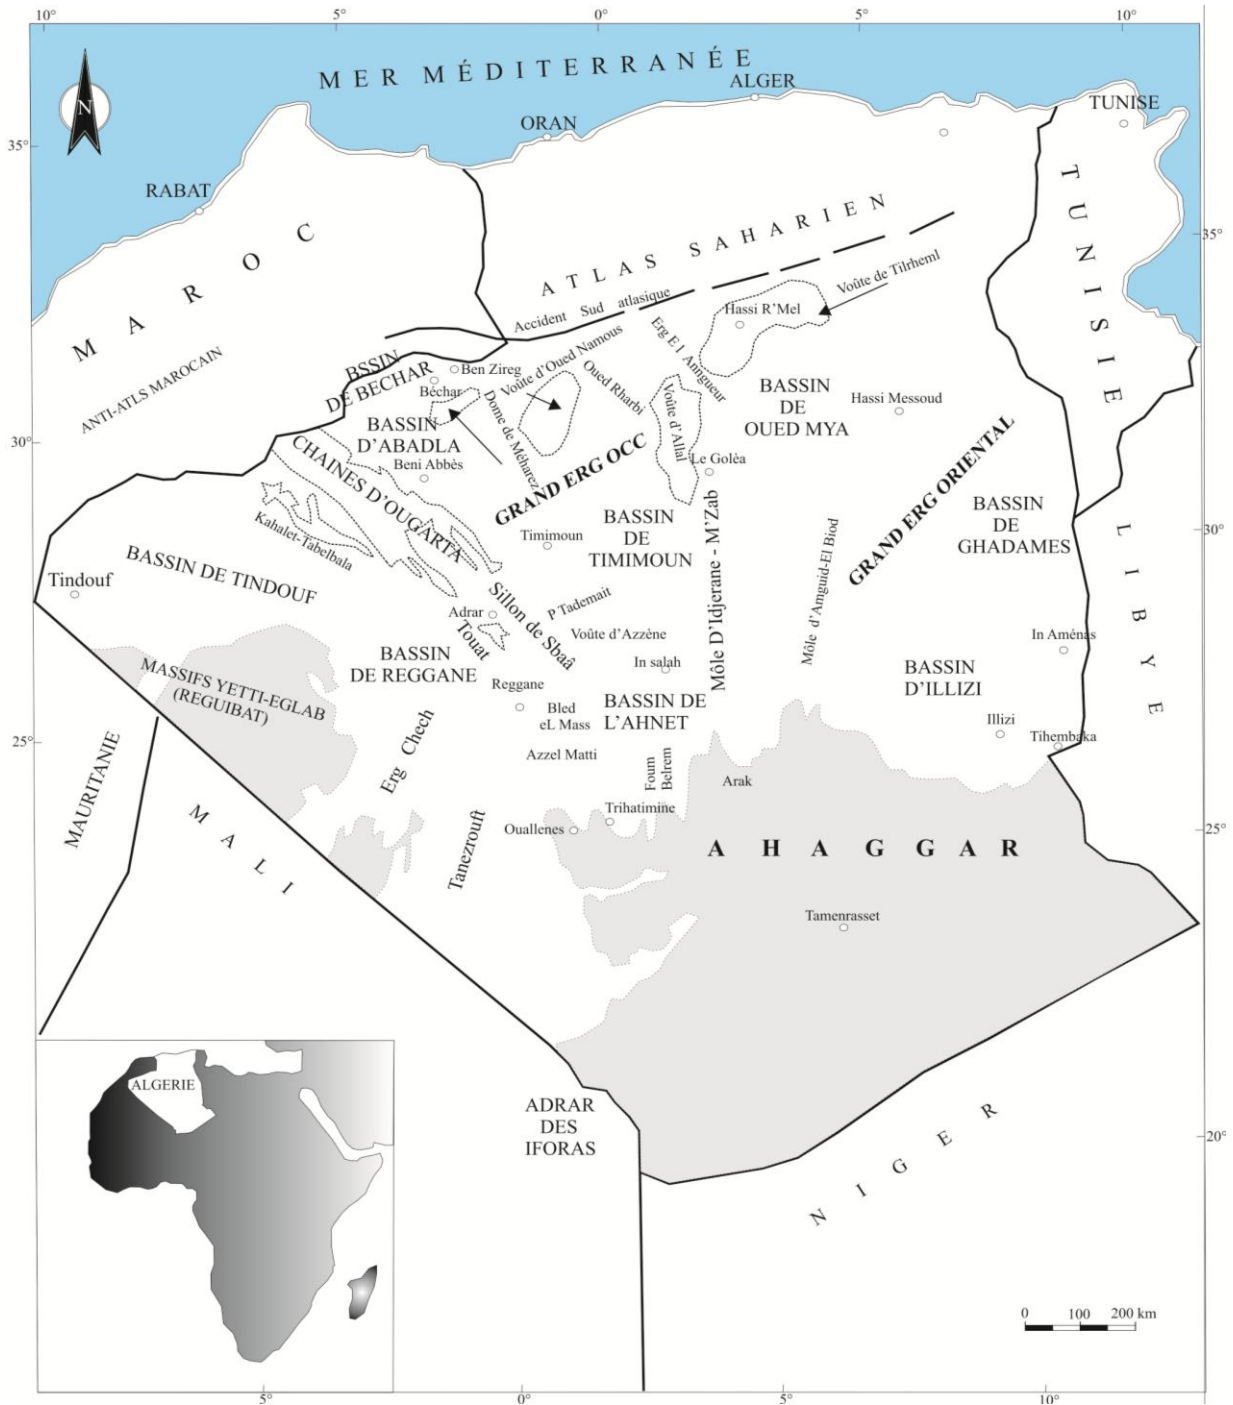 10°
5°
0°
5°
10°
MER MÉDITERRANÉE
N
ALGER
TUNISE
ORAN
35°
RABAT
TUNISIE
MAROC
ATLAS SAHARIEN
35°
Voûte de Tilrheml
Accident Sud atlasique
Hassi R'Mel
Erg E1 Anngueur
ANTI-ATLS MAROCAIN
BSSIN
DE BECHAR
Ben Zireg
Voûte d'Oued Namous
Oued Rharbi
Béchar
Dome de Méharez
BASSIN
DE
OUED MYA
Hassi Messoud
30°
BASSIN
D'ABADLA
Voûte d'Allal
Beni Abbès
GRAND ERG OCC
Le Golèa
GRAND ERG ORIENTAL
CHAINES D'OUGARTA
Kahalet-Tabelbala
BASSIN
DE
TIMIMOUN
Timimoun
Môle D'Idjerane - M'Zab
Môle d'Amguid-El Biod
BASSIN
DE
GHADAMES
30°
LIBYE
BASSIN DE TINDOUF
Tindouf
Adrar
Touat
Sillon de Sbaâ
P Tademait
Voûte d'Azzène
In salah
In Aménas
BASSIN
DE REGGANE
BASSIN
D'ILLIZI
MASSIFS YETTI-EGLAB
(REGUIBAT)
Reggane
Bled
eL Mass
BASSIN DE
L'AHNET
Illizi
Tihembaka
25°
Erg Chech
Azzel Matti
Foum
Belrem
Arak
MAURITANIE
MALI
Tanezrouft
Trihatimine
Ouallenes
25°
AHAGGAR
Tamenrasset
ALGERIE
ADRAR
DES
IFORAS
20°
NIGER
0 100 200 km
5°
0°
5°
10°